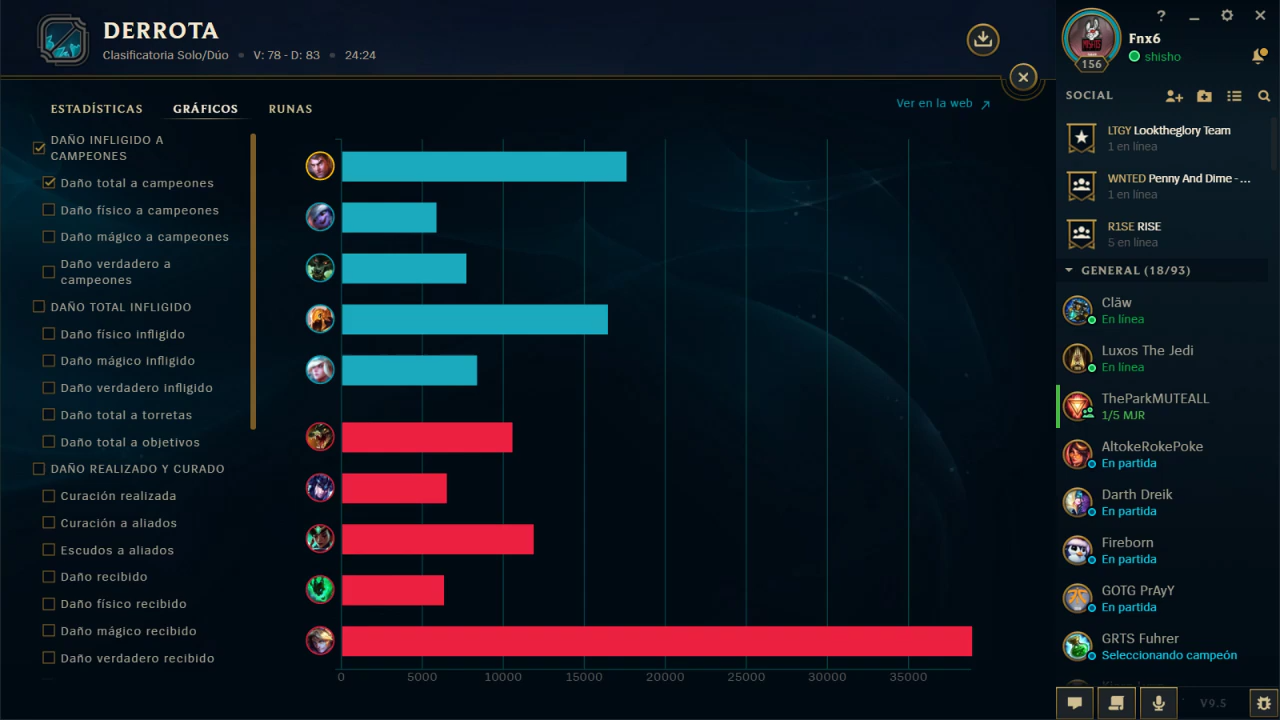 DERROTA
Clasificatoria Solo/Dúo • V: 78 - D: 83 • 24:24
ESTADÍSTICAS GRÁFICOS RUNAS
Ver en la web
DAÑO INFLIGIDO A
CAMPEONES
Daño total a campeones
Daño físico a campeones
Daño mágico a campeones
Daño verdadero a
campeones
DAÑO TOTAL INFLIGIDO
Daño físico infligido
Daño mágico infligido
Daño verdadero infligido
Daño total a torretas
Daño total a objetivos
DAÑO REALIZADO Y CURADO
Curación realizada
Curación a aliados
Escudos a aliados
Daño recibido
Daño físico recibido
Daño mágico recibido
Daño verdadero recibido
0 5000 10000 15000 20000 25000 30000 35000
?
156
Fnx6
shisho
SOCIAL
LTGY Looktheglory Team
1 en línea
WNTED Penny And Dime - ...
1 en línea
R1SE RISE
5 en línea
GENERAL (18/93)
Clãw
En línea
Luxos The Jedi
En línea
TheParkMUTEALL
1/5 MJR
AltokeRokePoke
En partida
Darth Dreik
En partida
Fireborn
En partida
GOTG PrAyY
En partida
GRTS Fuhrer
Seleccionando campeón
V9.5